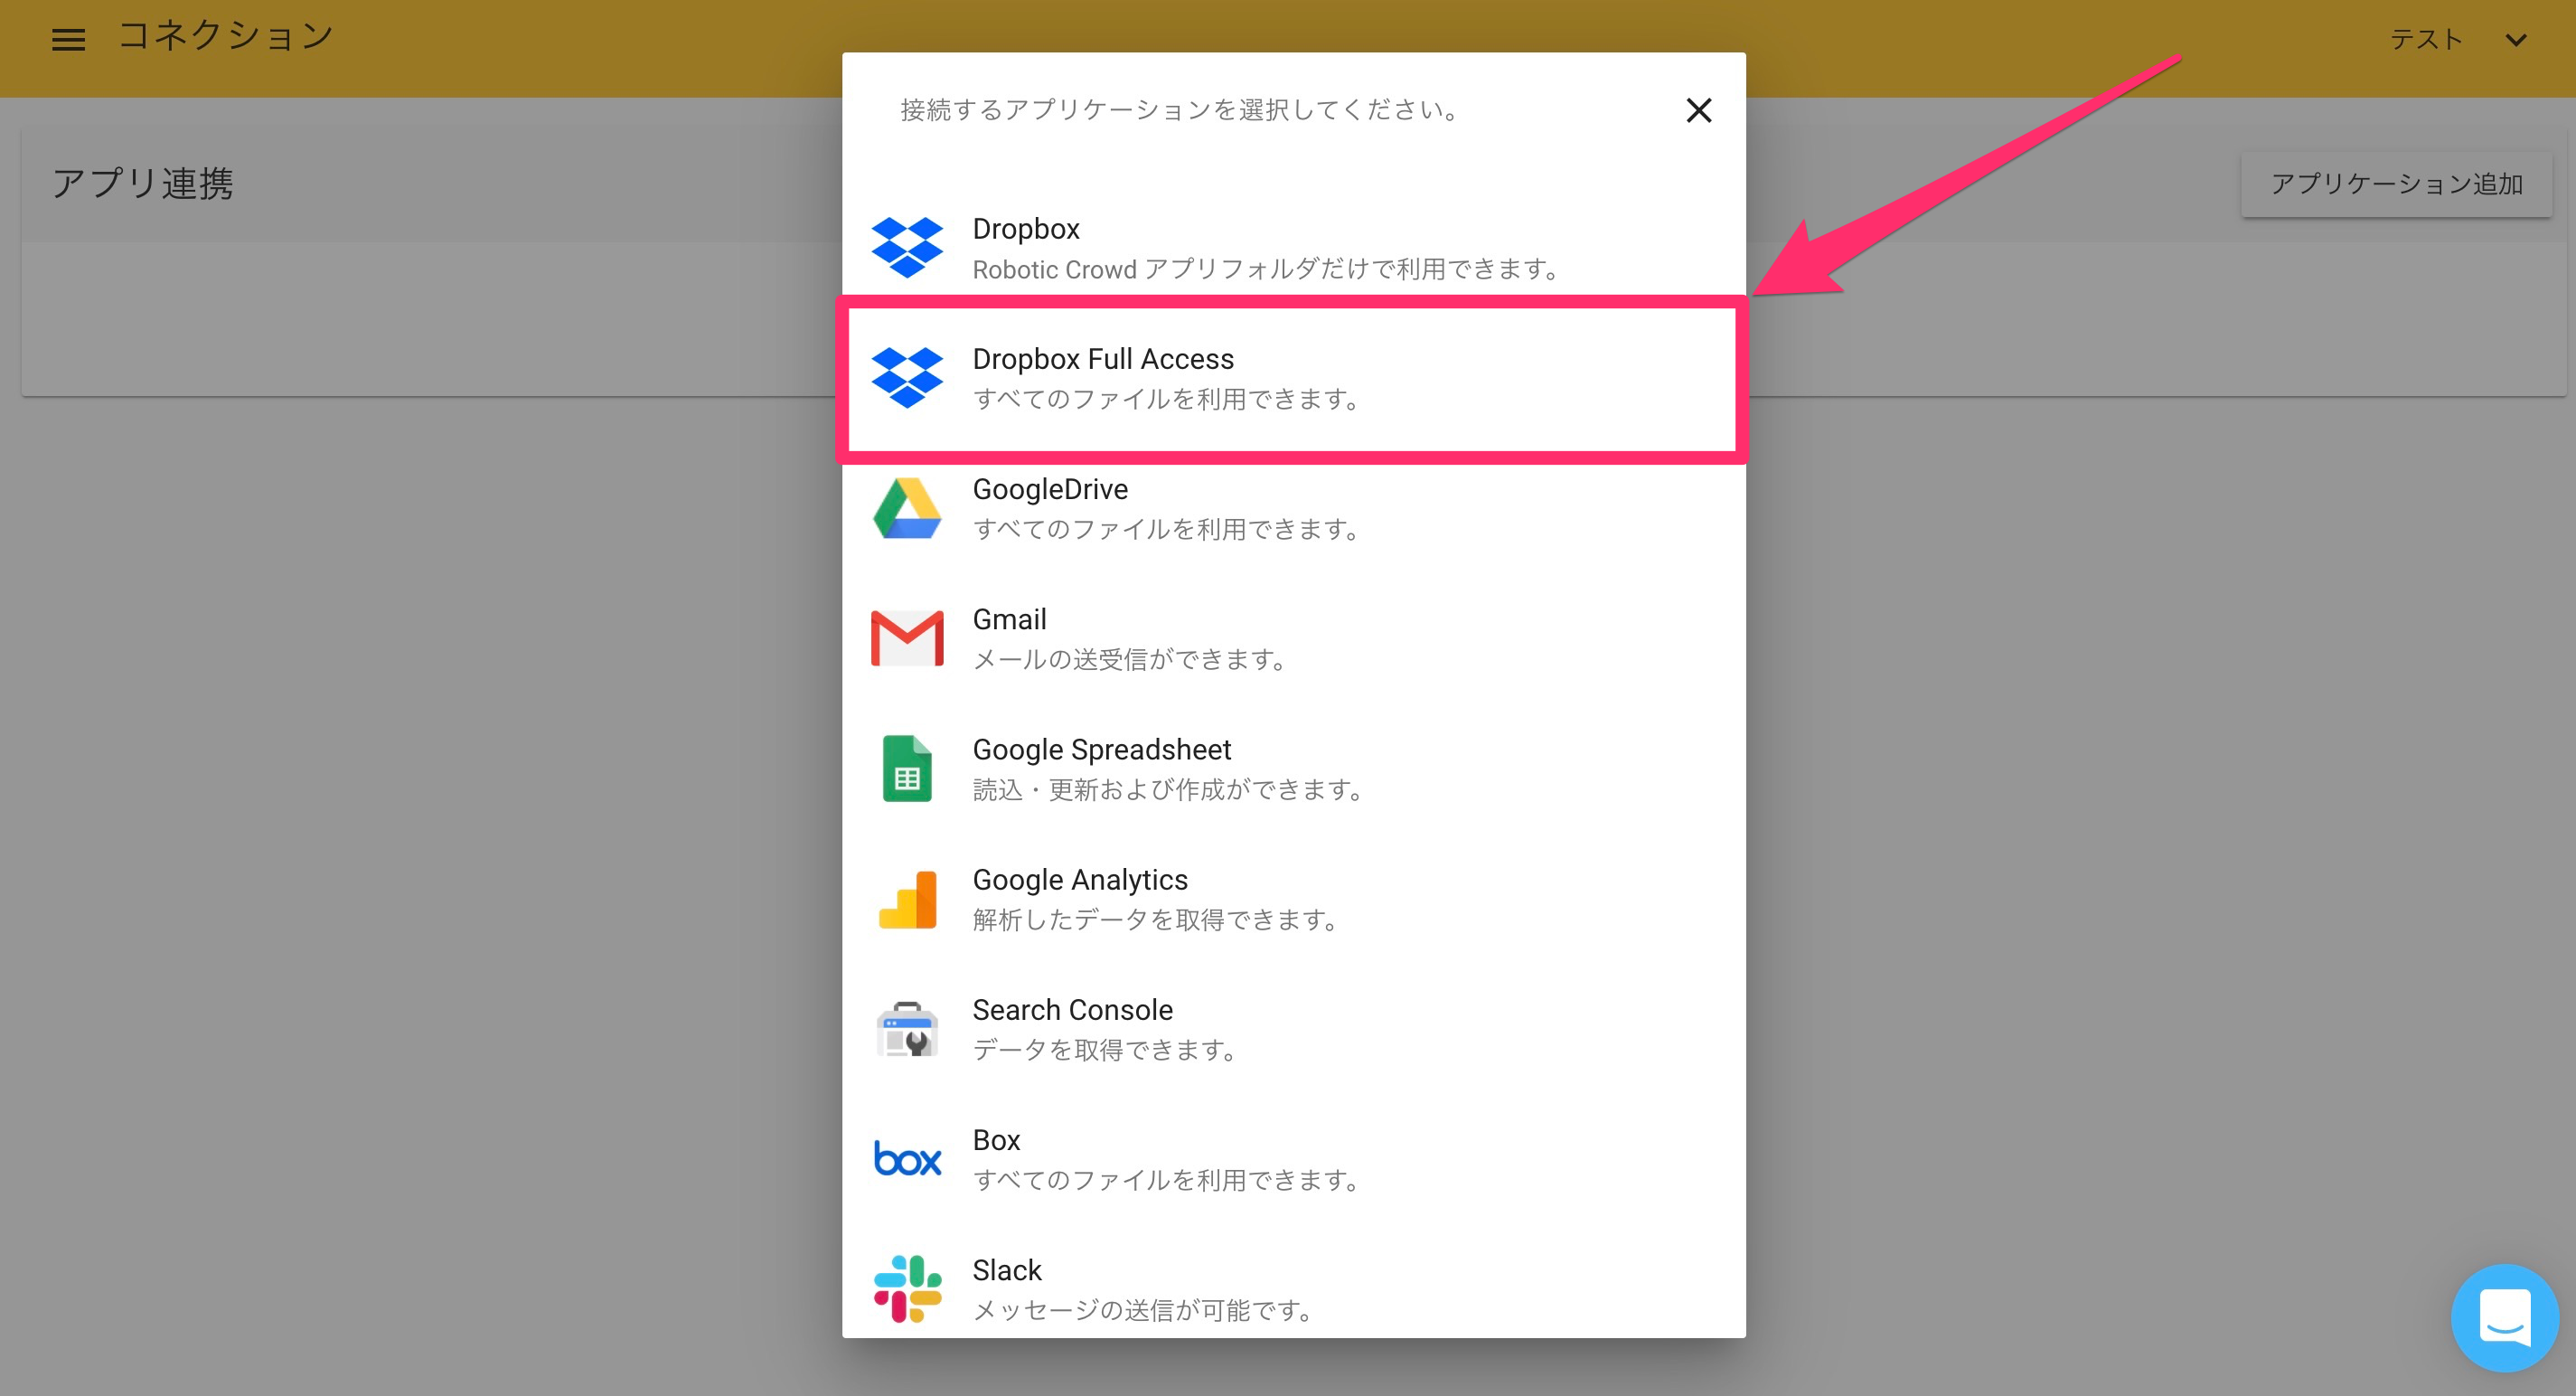 コネクション
テスト
接続するアプリケーションを選択してください。
アプリ連携
アプリケーション追加
Dropbox
Robotic Crowd アプリフォルダだけで利用できます。
Dropbox Full Access
すべてのファイルを利用できます。
GoogleDrive
すべてのファイルを利用できます。
Gmail
メールの送受信ができます。
Google Spreadsheet
読込・更新および作成ができます。
Google Analytics
解析したデータを取得できます。
Search Console
データを取得できます。
box
Box
すべてのファイルを利用できます。
Slack
メッセージの送信が可能です。